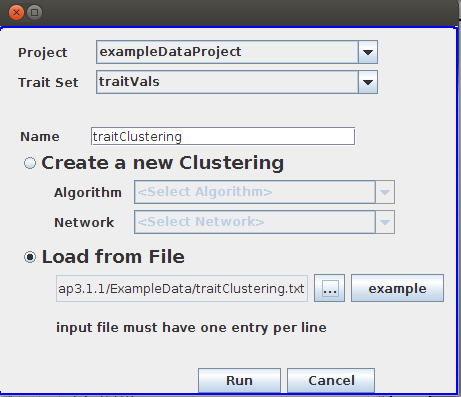 Project exampleDataProject
Trait Set traitVals
Name traitClustering
Create a new Clustering
Algorithm <Select Algorithm>
Network <Select Network>
Load from File
ap3.1.1/ExampleData/traitClustering.txt ... example
input file must have one entry per line
Run Cancel